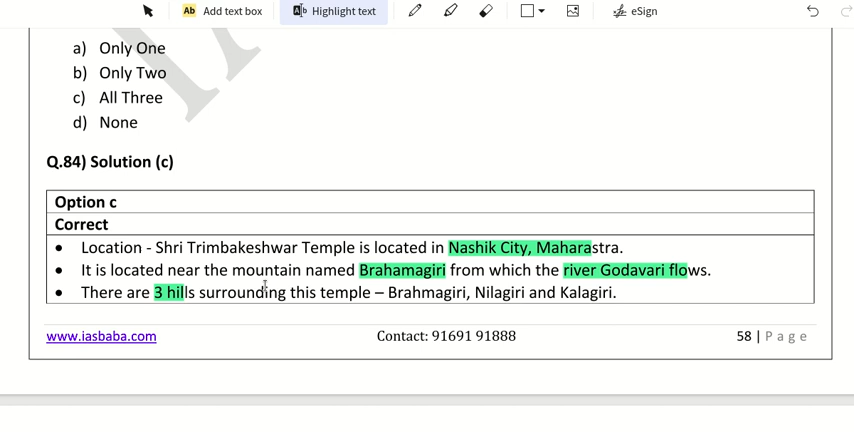 Add text box
Highlight text
eSign
a) Only One
b) Only Two
c) All Three
d) None
Q.84) Solution (c)
Option c
Correct
• Location - Shri Trimbakeshwar Temple is located in Nashik City, Maharastra.
• It is located near the mountain named Brahamagiri from which the river Godavari flows.
• There are 3 hills surrounding this temple – Brahmagiri, Nilagiri and Kalagiri.
www.iasbaba.com Contact: 91691 91888 58 | Page